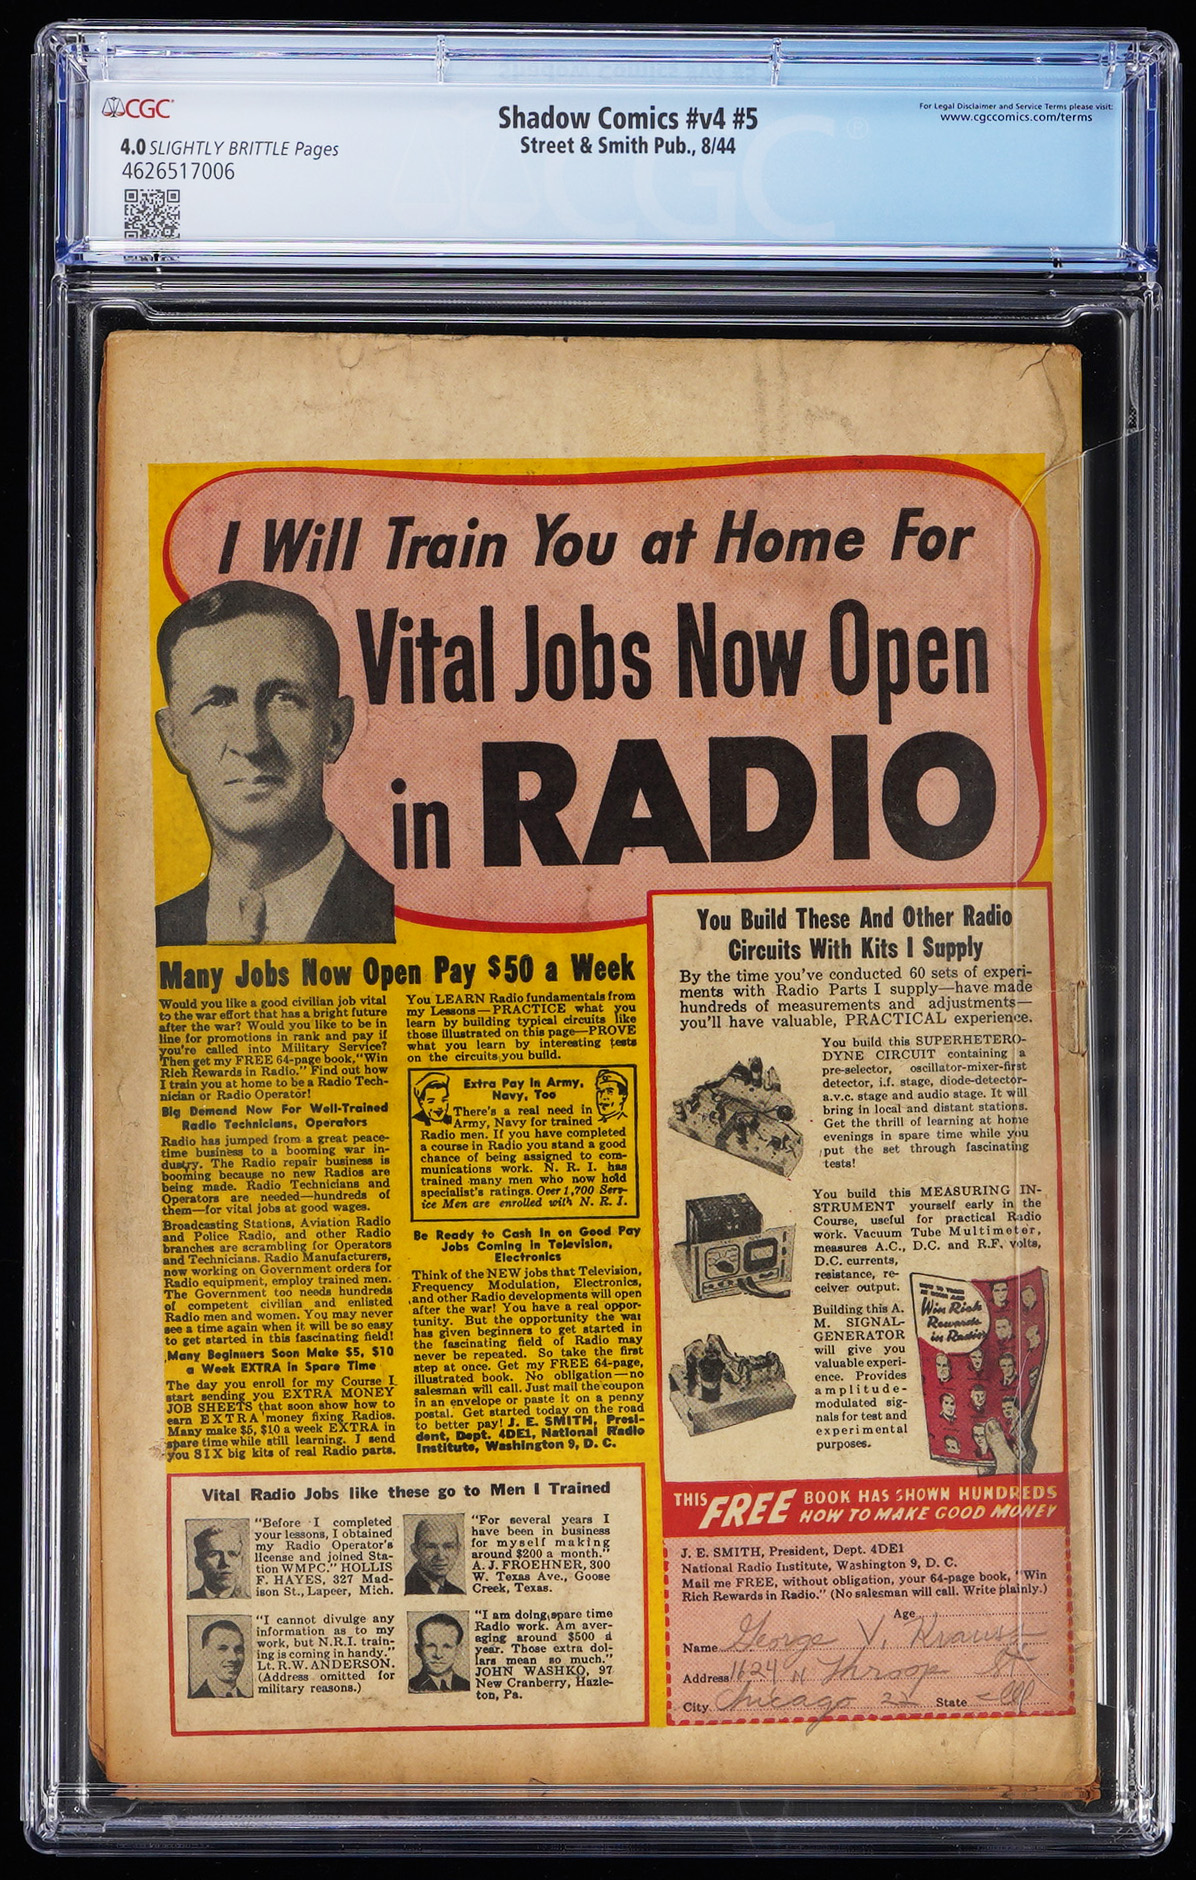 CGC
4.0 SLIGHTLY BRITTLE Pages
4626517006
Shadow Comics #v4 #5
Street & Smith Pub., 8/44
For Legal Disclaimer and Service Terms please visit:
www.cgccomics.com/terms
CGC
I Will Train You at Home For
Vital Jobs Now Open
in RADIO
Many Jobs Now Open Pay $50 a Week
Would you like a good civilian job vital
to the war effort that has a bright future
after the war? Would you like to be in
line for promotions in rank and pay if
you're called into Military Service?
Then get my FREE 64-page book, "Win
Rich Rewards in Radio." Find out how
I train you at home to be a Radio Tech-
nician or Radio Operator!
Big Demand Now For Well-Trained
Radio Technicians, Operators
Radio has jumped from a great peace-
time business to a booming war in-
dustry. The Radio repair business is
booming because no new Radios are
being made. Radio Technicians and
Operators are needed—hundreds of
them—for vital jobs at good wages.
Broadcasting Stations, Aviation Radio
and Police Radio, and other Radio
branches are scrambling for Operators
and Technicians. Radio Manufacturers,
now working on Government orders for
Radio equipment, employ trained men.
The Government too needs hundreds
of competent civilian and enlisted
Radio men and women. You may never
see a time again when it will be so easy
to get started in this fascinating field!
Many Beginners Soon Make $5, $10
a Week EXTRA in Spare Time
The day you enroll for my Course I
start sending you EXTRA MONEY
JOB SHEETS that soon show how to
earn EXTRA money fixing Radios.
Many make $5, $10 a week EXTRA in
spare time while still learning. I send
you SIX big kits of real Radio parts.
You LEARN Radio fundamentals from
my Lessons—PRACTICE what you
learn by building typical circuits like
those illustrated on this page—PROVE
what you learn by interesting tests
on the circuits you build.
Extra Pay in Army,
Navy, Too
There's a real need in
Army, Navy for trained
Radio men. If you have completed
a course in Radio you stand a good
chance of being assigned to com-
munications work. N. R. I. has
trained many men who now hold
specialist's ratings. Over 1,700 Serv-
ice Men are enrolled with N. R. I.
Be Ready to Cash In on Good Pay
Jobs Coming in Television,
Electronics
Think of the NEW jobs that Television,
Frequency Modulation, Electronics,
and other Radio developments will open
after the war! You have a real oppor-
tunity. But the opportunity the war
has given beginners to get started in
the fascinating field of Radio may
never be repeated. So take the first
step at once. Get my FREE 64-page,
illustrated book. No obligation—no
salesman will call. Just mail the coupon
in an envelope or paste it on a penny
postal. Get started today on the road
to better pay! J. E. SMITH, Presi-
dent, Dept. 4DE1, National Radio
Institute, Washington 9, D. C.
You Build These And Other Radio
Circuits With Kits I Supply
By the time you've conducted 60 sets of experi-
ments with Radio Parts I supply—have made
hundreds of measurements and adjustments—
you'll have valuable, PRACTICAL experience.
You build this SUPERHETERO-
DYNE CIRCUIT containing a
pre-selector, oscillator-mixer-first
detector, i.f. stage, diode-detector-
a.v.c. stage and audio stage. It will
bring in local and distant stations.
Get the thrill of learning at home
evenings in spare time while you
put the set through fascinating
tests!
You build this MEASURING IN-
STRUMENT yourself early in the
Course, useful for practical Radio
work. Vacuum Tube Multimeter,
measures A.C., D.C. and R.F. volts,
D.C. currents,
resistance, re-
ceiver output.
Building this A.
M. SIGNAL-
GENERATOR
will give you
valuable experi-
ence. Provides
amplitude-
modulated sig-
nals for test and
experimental
purposes.
Win Rich
Rewards
in Radio
Vital Radio Jobs like these go to Men I Trained
"Before I completed
your lessons, I obtained
my Radio Operator's
license and joined Sta-
tion WMPC." HOLLIS
F. HAYES, 327 Mad-
ison St., Lapeer, Mich.
"For several years I
have been in business
for myself making
around $200 a month."
A. J. FROEHNER, 300
W. Texas Ave., Goose
Creek, Texas.
"I cannot divulge any
information as to my
work, but N.R.I. train-
ing is coming in handy."
Lt. R.W. ANDERSON.
(Address omitted for
military reasons.)
"I am doing spare time
Radio work. Am aver-
aging around $500 a
year. Those extra dol-
lars mean so much."
JOHN WASHKO, 97
New Cranberry, Hazle-
ton, Pa.
THIS FREE BOOK HAS SHOWN HUNDREDS
HOW TO MAKE GOOD MONEY
J. E. SMITH, President, Dept. 4DE1
National Radio Institute, Washington 9, D. C.
Mail me FREE, without obligation, your 64-page book, "Win
Rich Rewards in Radio." (No salesman will call. Write plainly.)
Age
Name George V.
Address 1624 N Throop St
City Chicago 22 State Ill